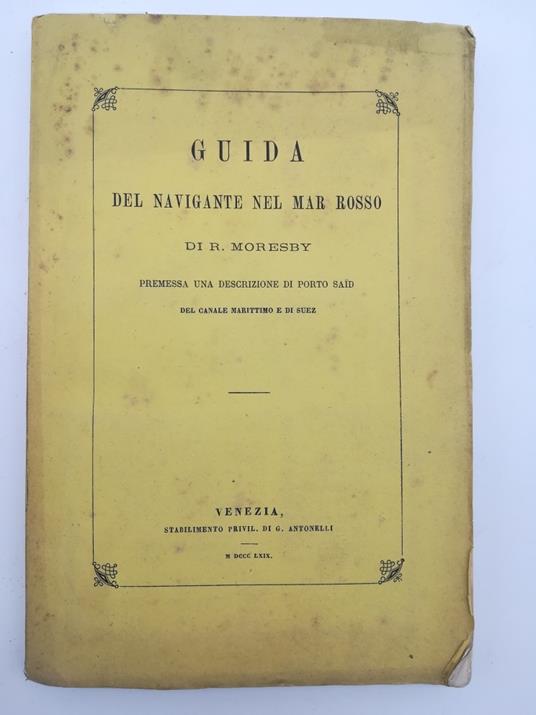 GUIDA
DEL NAVIGANTE NEL MAR ROSSO
DI R. MORESBY
PREMESSA UNA DESCRIZIONE DI PORTO SAÏD
DEL CANALE MARITTIMO E DI SUEZ
VENEZIA,
STABILIMENTO PRIVIL. DI G. ANTONELLI
M DCCC LXIX.